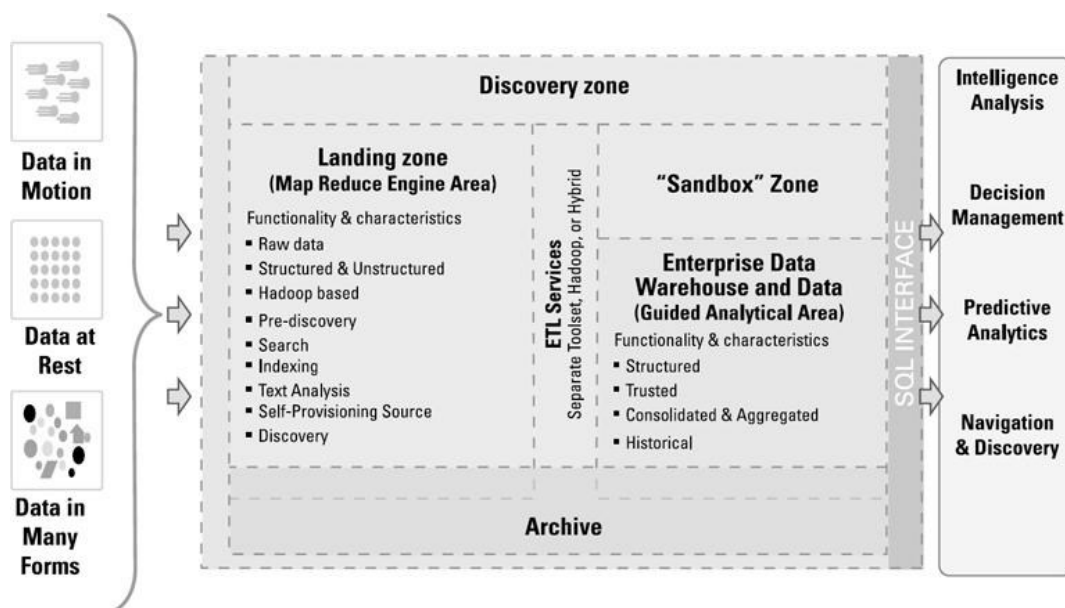 Data in
Motion
Data at
Rest
Data in
Many
Forms
Discovery zone
Landing zone
(Map Reduce Engine Area)
Functionality & characteristics
▪ Raw data
▪ Structured & Unstructured
▪ Hadoop based
▪ Pre-discovery
▪ Search
▪ Indexing
▪ Text Analysis
▪ Self-Provisioning Source
▪ Discovery
ETL Services
Separate Toolset, Hadoop, or Hybrid
“Sandbox” Zone
Enterprise Data
Warehouse and Data
(Guided Analytical Area)
Functionality & characteristics
▪ Structured
▪ Trusted
▪ Consolidated & Aggregated
▪ Historical
Archive
SQL INTERFACE
Intelligence
Analysis
Decision
Management
Predictive
Analytics
Navigation
& Discovery